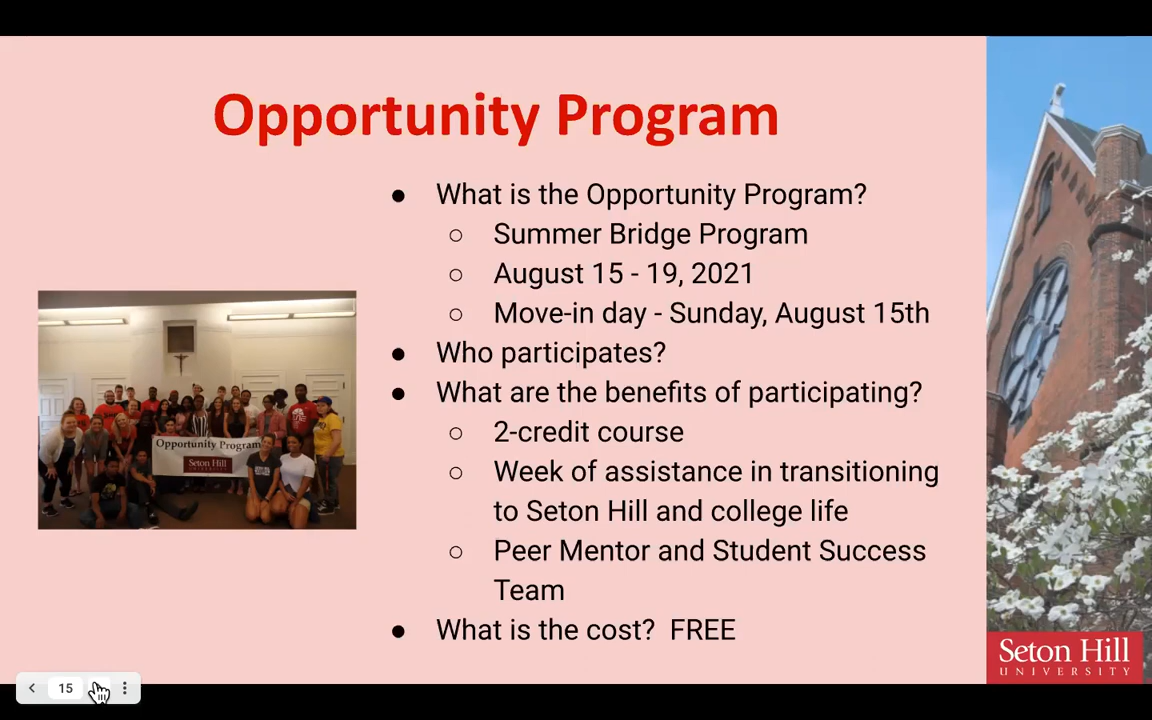 Opportunity Program
● What is the Opportunity Program?
○ Summer Bridge Program
○ August 15 - 19, 2021
○ Move-in day - Sunday, August 15th
● Who participates?
● What are the benefits of participating?
○ 2-credit course
○ Week of assistance in transitioning
to Seton Hill and college life
○ Peer Mentor and Student Success
Team
● What is the cost? FREE
Opportunity Program
Seton Hill
UNIVERSITY
Seton Hill
UNIVERSITY
15